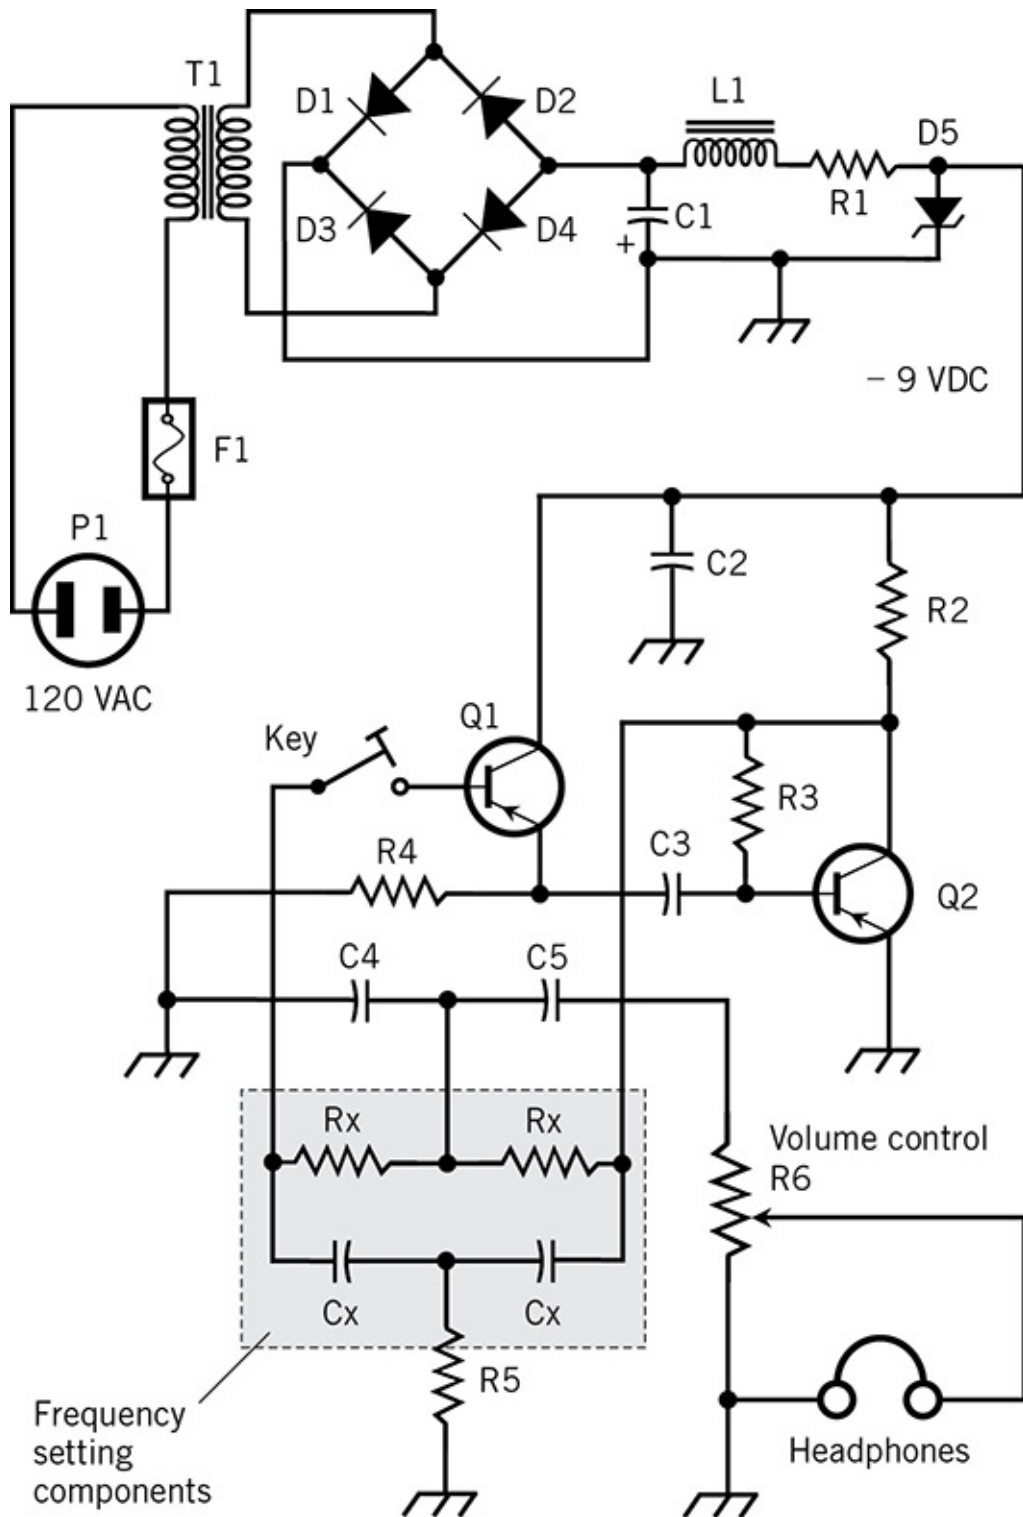 T1
D1
D2
L1
D5
D3
D4
C1
+
R1
− 9 VDC
F1
P1
120 VAC
C2
R2
Key
Q1
R3
R4
C3
Q2
C4
C5
Rx
Rx
Volume control
R6
Cx
Cx
R5
Frequency
setting
components
Headphones